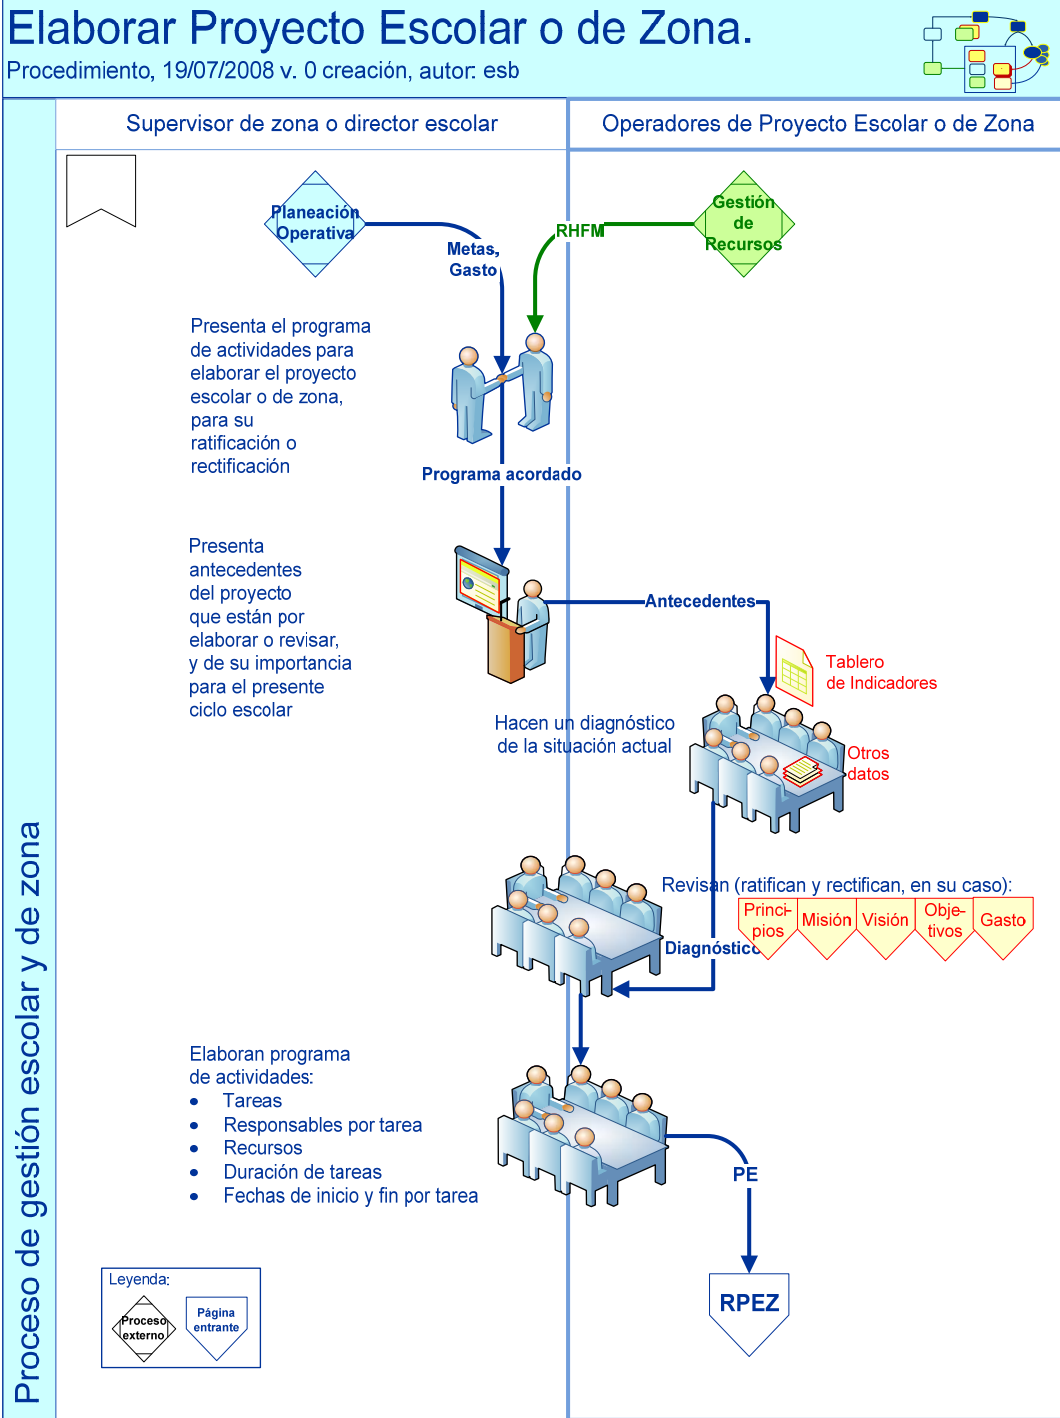 Elaborar Proyecto Escolar o de Zona.
Procedimiento, 19/07/2008 v. 0 creación, autor: esb
Proceso de gestión escolar y de zona
Supervisor de zona o director escolar
Operadores de Proyecto Escolar o de Zona
Planeación
Operativa
Gestión
de
Recursos
RHFM
Metas,
Gasto
Presenta el programa
de actividades para
elaborar el proyecto
escolar o de zona,
para su
ratificación o
rectificación
Programa acordado
Presenta
antecedentes
del proyecto
que están por
elaborar o revisar,
y de su importancia
para el presente
ciclo escolar
Antecedentes
Tablero
de Indicadores
Hacen un diagnóstico
de la situación actual
Otros
datos
Revisan (ratifican y rectifican, en su caso):
Princi-
pios
Misión
Visión
Obje-
tivos
Gasto
Diagnóstico
Elaboran programa
de actividades:
• Tareas
• Responsables por tarea
• Recursos
• Duración de tareas
• Fechas de inicio y fin por tarea
PE
RPEZ
Leyenda:
Proceso
externo
Página
entrante